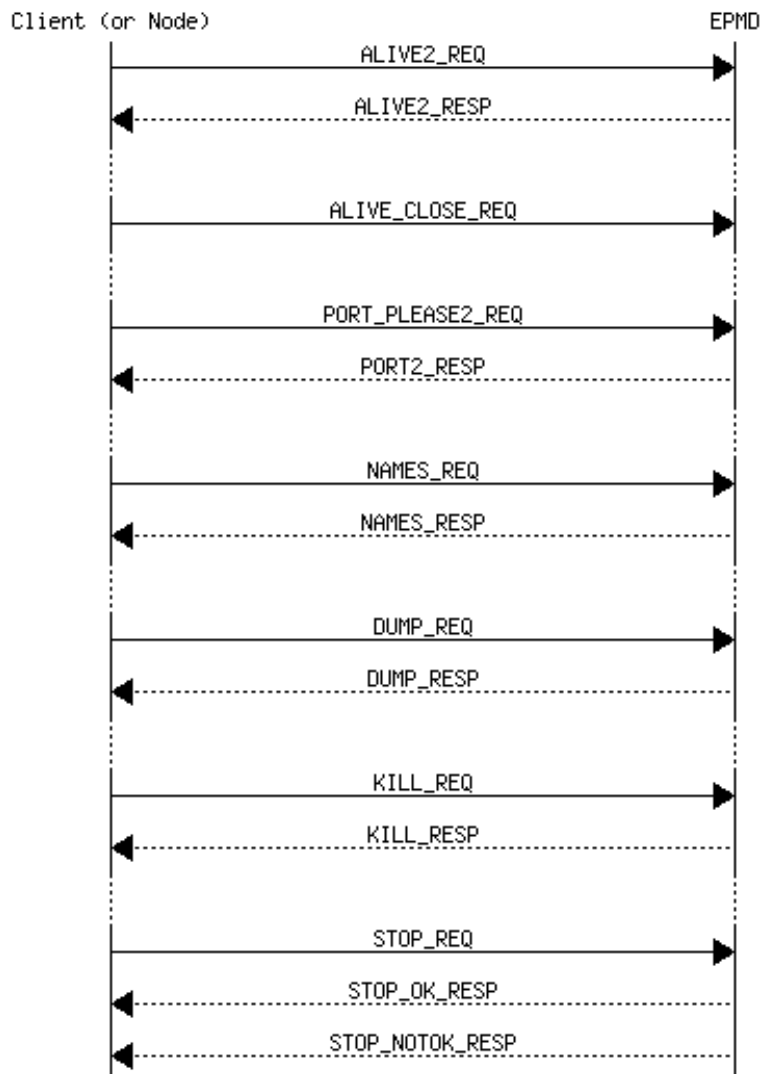 Client (or Node) EPMD
ALIVE2_REQ
ALIVE2_RESP
ALIVE_CLOSE_REQ
PORT_PLEASE2_REQ
PORT2_RESP
NAMES_REQ
NAMES_RESP
DUMP_REQ
DUMP_RESP
KILL_REQ
KILL_RESP
STOP_REQ
STOP_OK_RESP
STOP_NOTOK_RESP